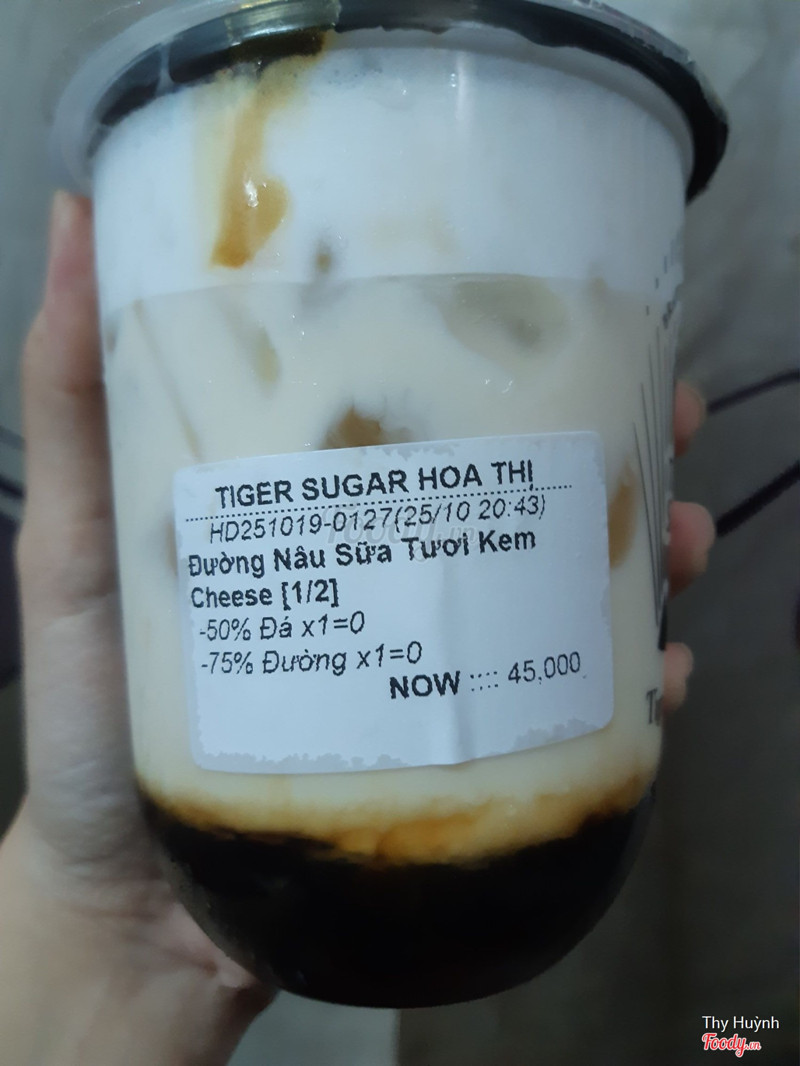 TIGER SUGAR HOA THỊ
HD251019-0127(25/10 20:43)
Đường Nâu Sữa Tươi Kem
Cheese [1/2]
-50% Đá x1=0
-75% Đường x1=0
NOW :::: 45,000
Thy Huỳnh
Foody.vn